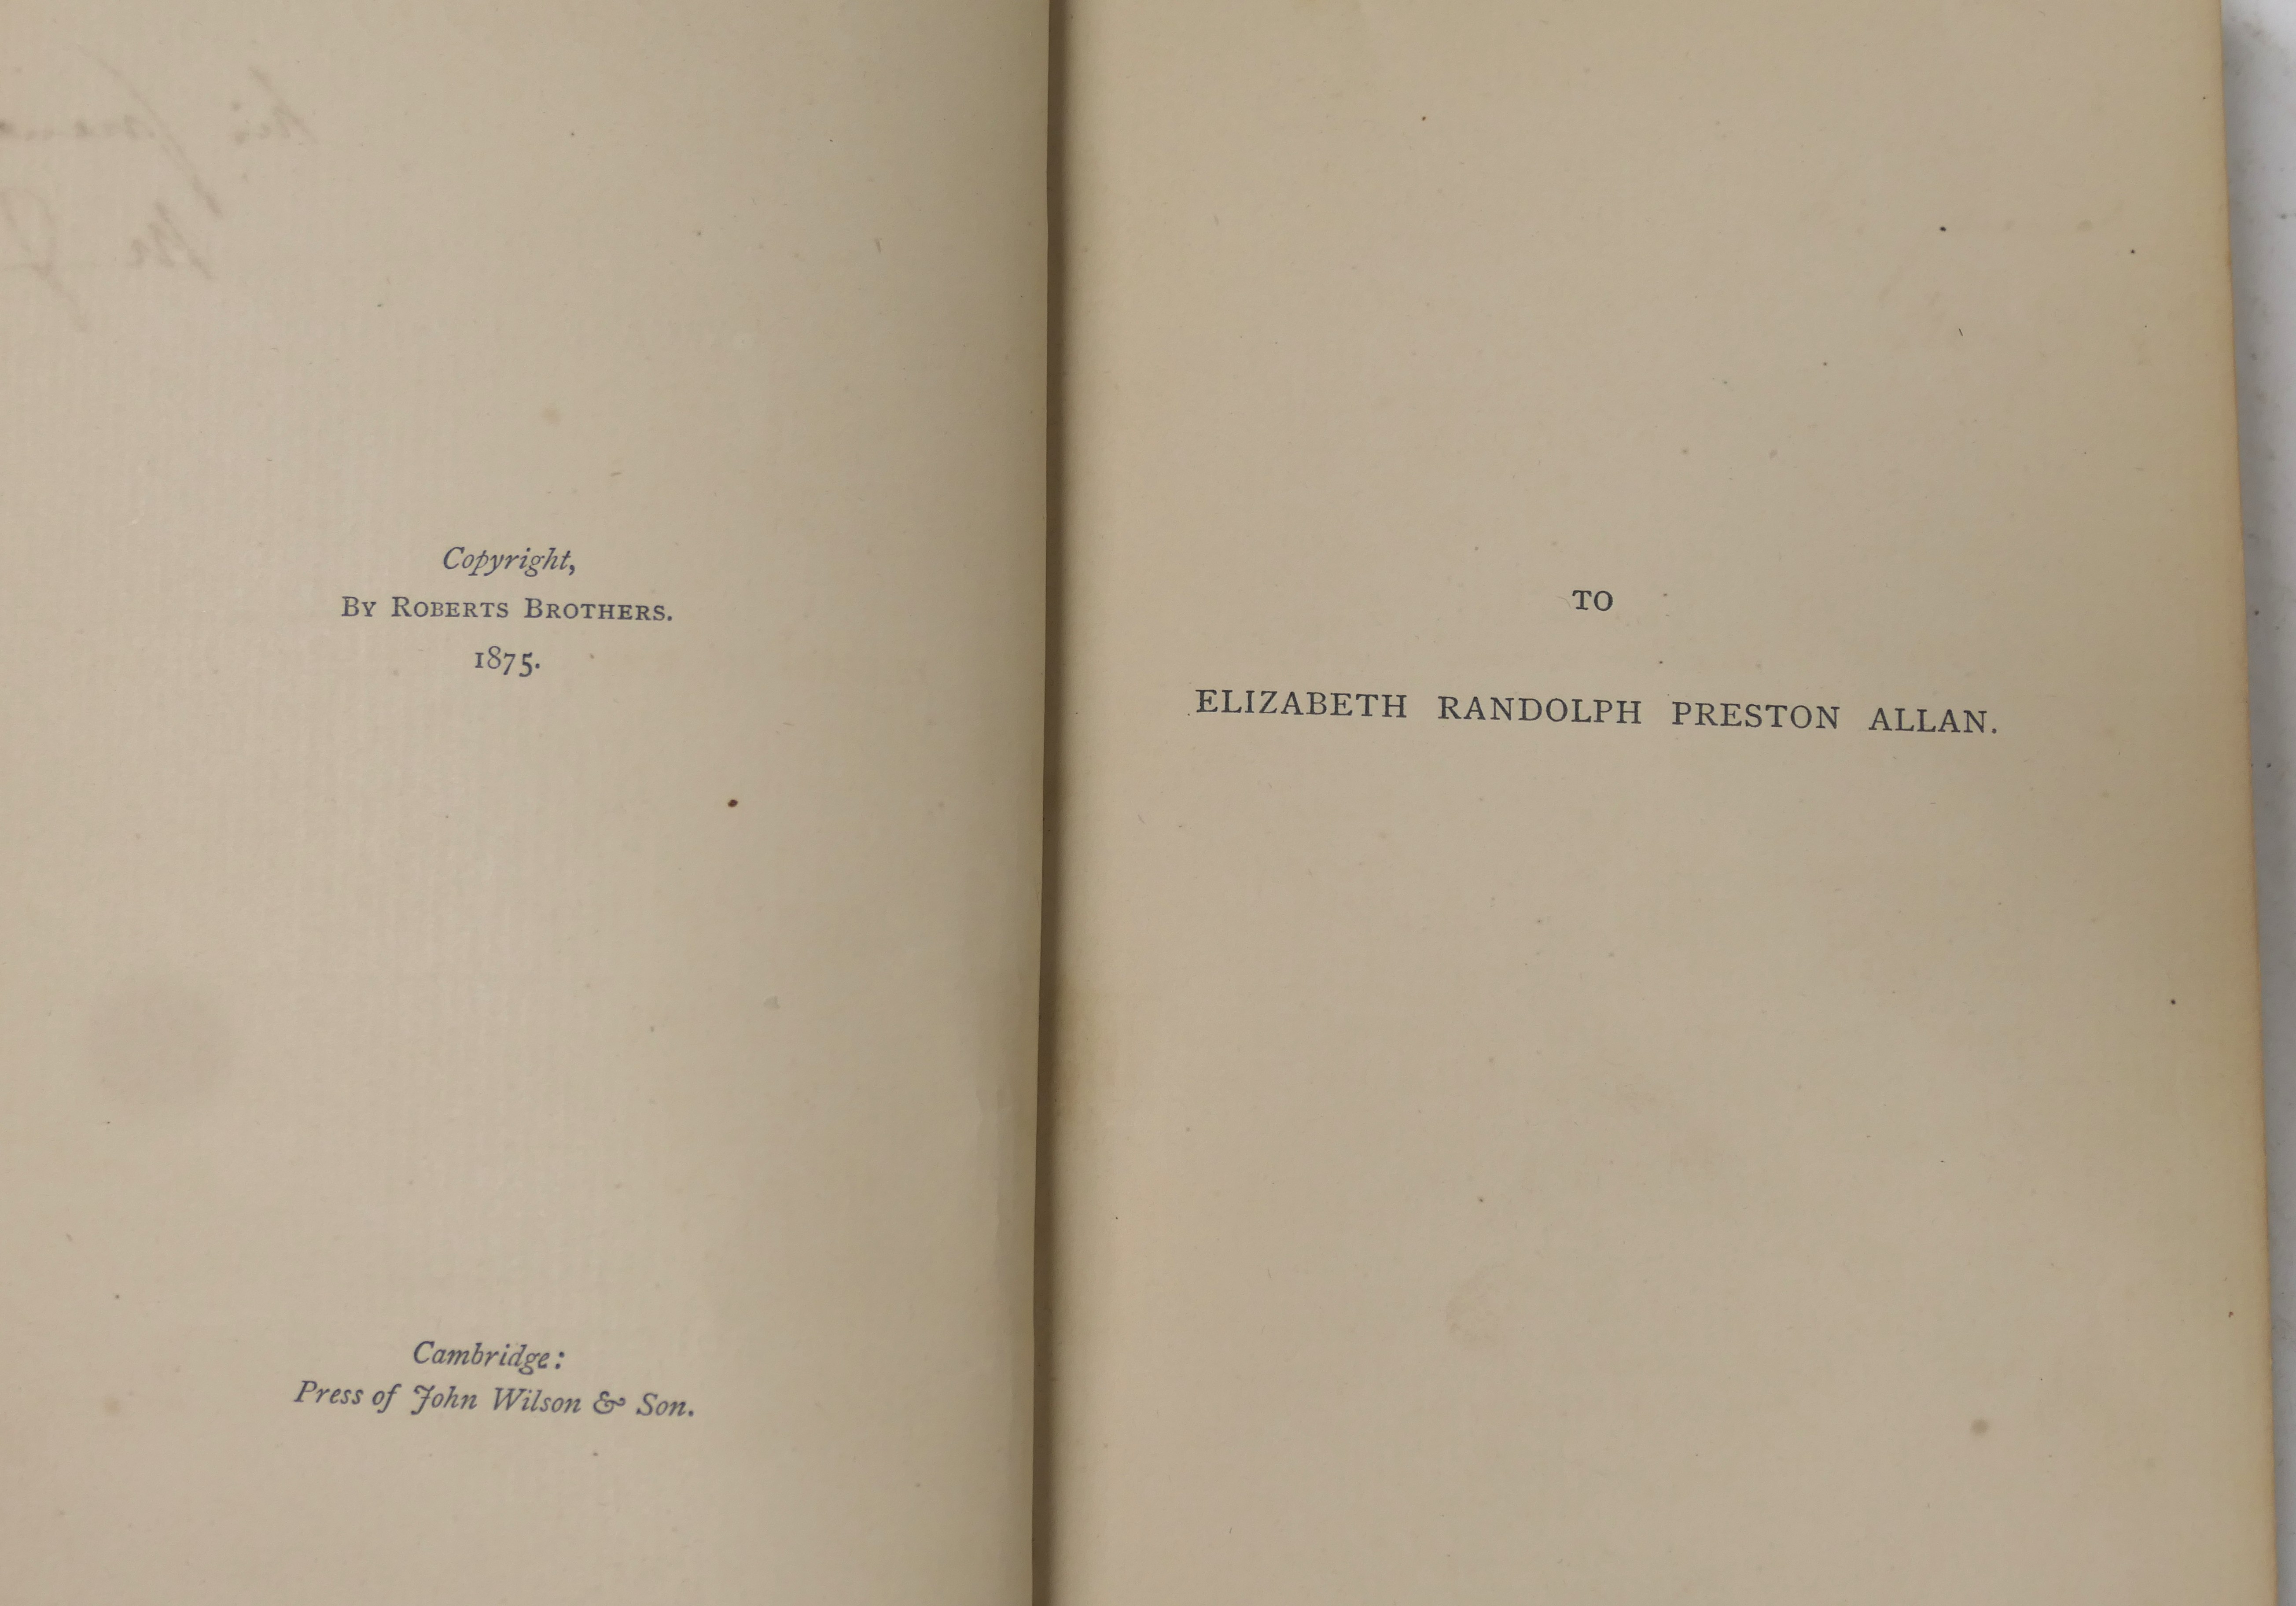 Copyright,
By Roberts Brothers.
1875.
Cambridge:
Press of John Wilson & Son.
TO
ELIZABETH RANDOLPH PRESTON ALLAN.